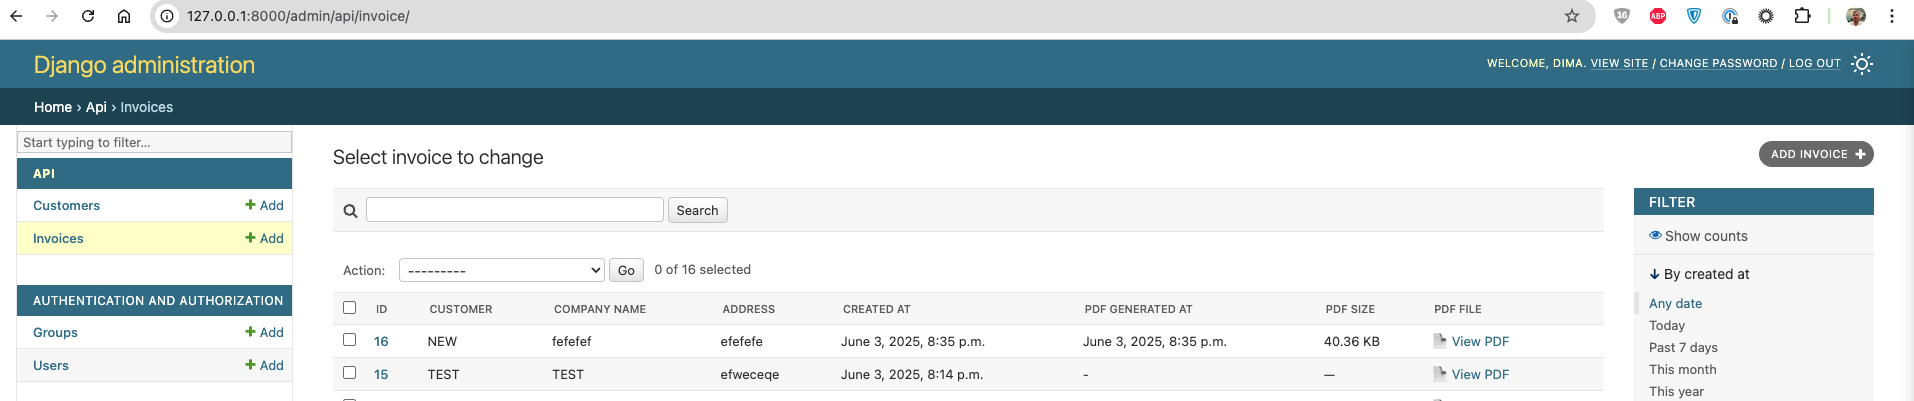 127.0.0.1:8000/admin/api/invoice/
16
ABP
Django administration
WELCOME, DIMA. VIEW SITE / CHANGE PASSWORD / LOG OUT
Home › Api › Invoices
Start typing to filter...
API
Customers + Add
Invoices + Add
AUTHENTICATION AND AUTHORIZATION
Groups + Add
Users + Add
Select invoice to change
ADD INVOICE +
Search
Action: --------- Go 0 of 16 selected
ID CUSTOMER COMPANY NAME ADDRESS CREATED AT PDF GENERATED AT PDF SIZE PDF FILE
16 NEW fefefef efefefe June 3, 2025, 8:35 p.m. June 3, 2025, 8:35 p.m. 40.36 KB View PDF
15 TEST TEST efweceqe June 3, 2025, 8:14 p.m. - — View PDF
FILTER
Show counts
↓ By created at
Any date
Today
Past 7 days
This month
This year